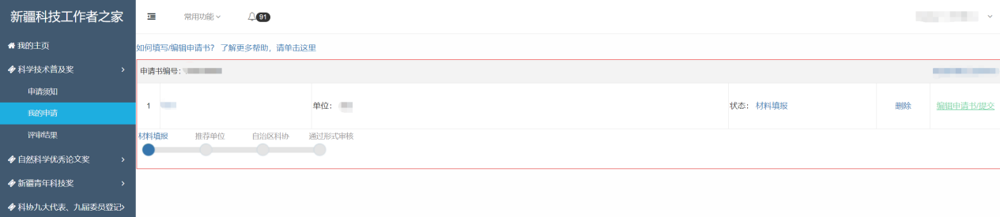 新疆科技工作者之家
常用功能
91
我的主页
如何填写/编辑申请书? 了解更多帮助, 请单击这里
科学技术普及奖
申请书编号:
申请须知
1
单位:
状态: 材料填报
删除
编辑申请书/提交
我的申请
评审结果
材料填报
推荐单位
自治区科协
通过形式审核
自然科学优秀论文奖
新疆青年科技奖
科协九大代表、九届委员登记